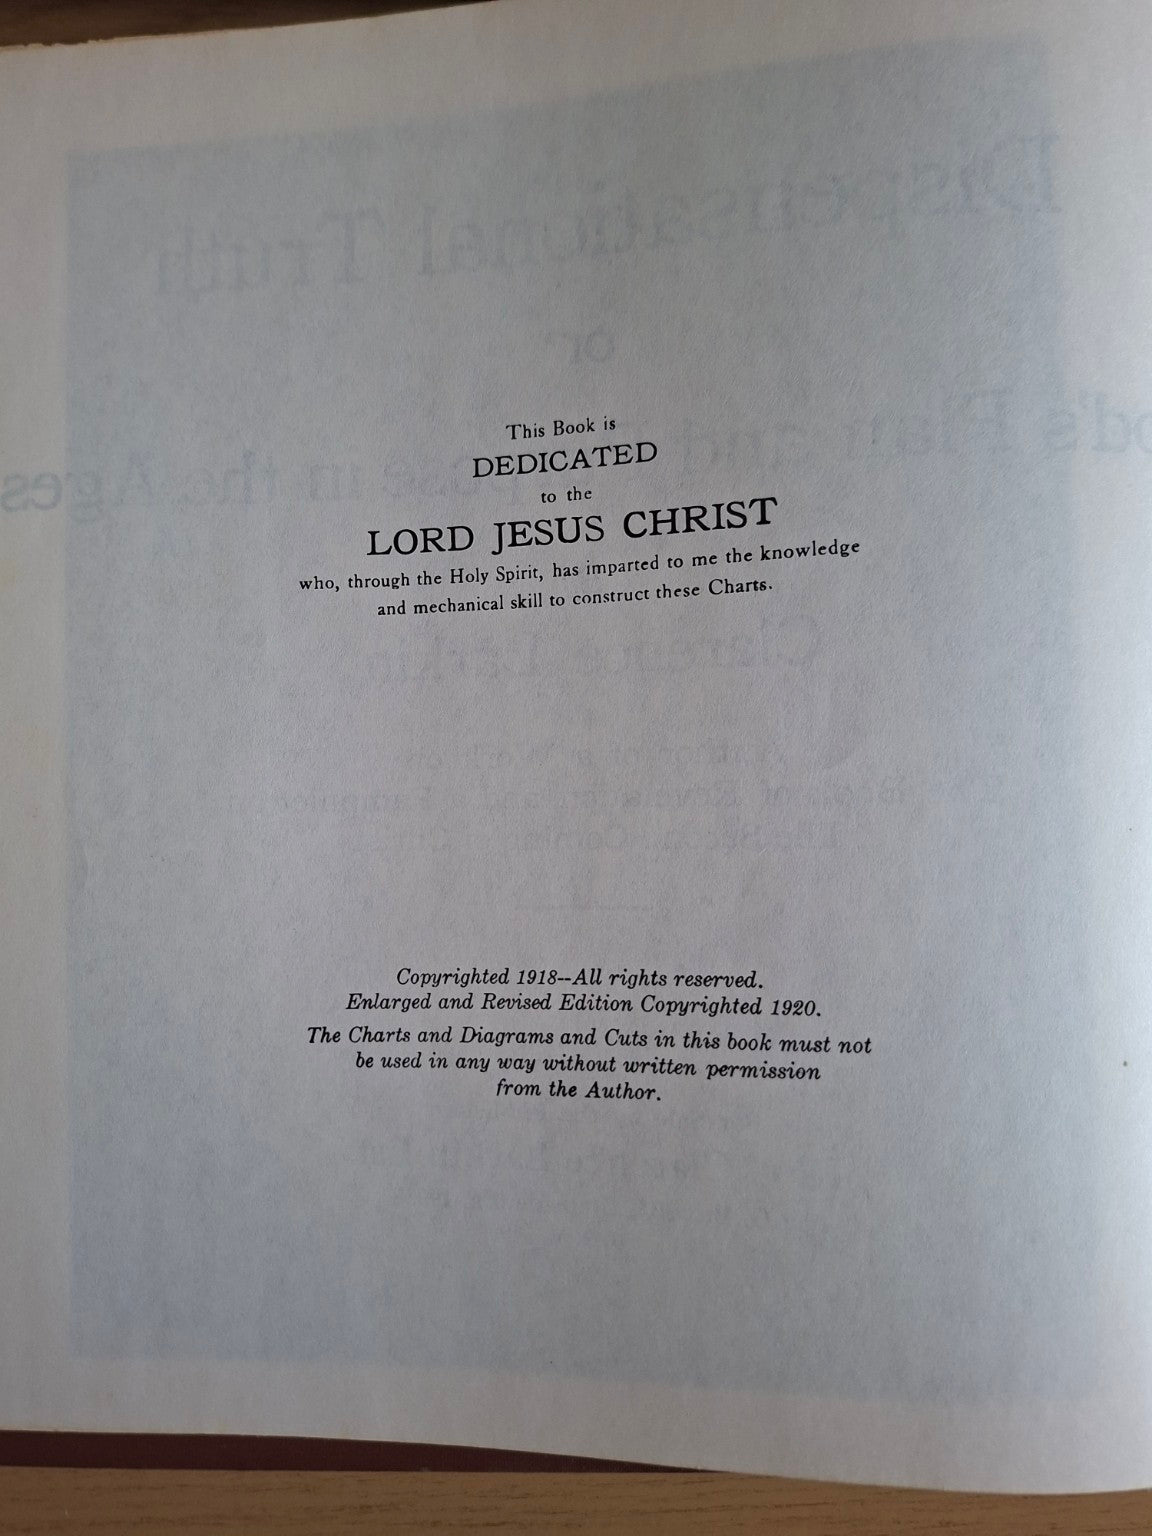 This Book is
DEDICATED
to the
LORD JESUS CHRIST
who, through the Holy Spirit, has imparted to me the knowledge
and mechanical skill to construct these Charts.
Copyrighted 1918--All rights reserved.
Enlarged and Revised Edition Copyrighted 1920.
The Charts and Diagrams and Cuts in this book must not
be used in any way without written permission
from the Author.